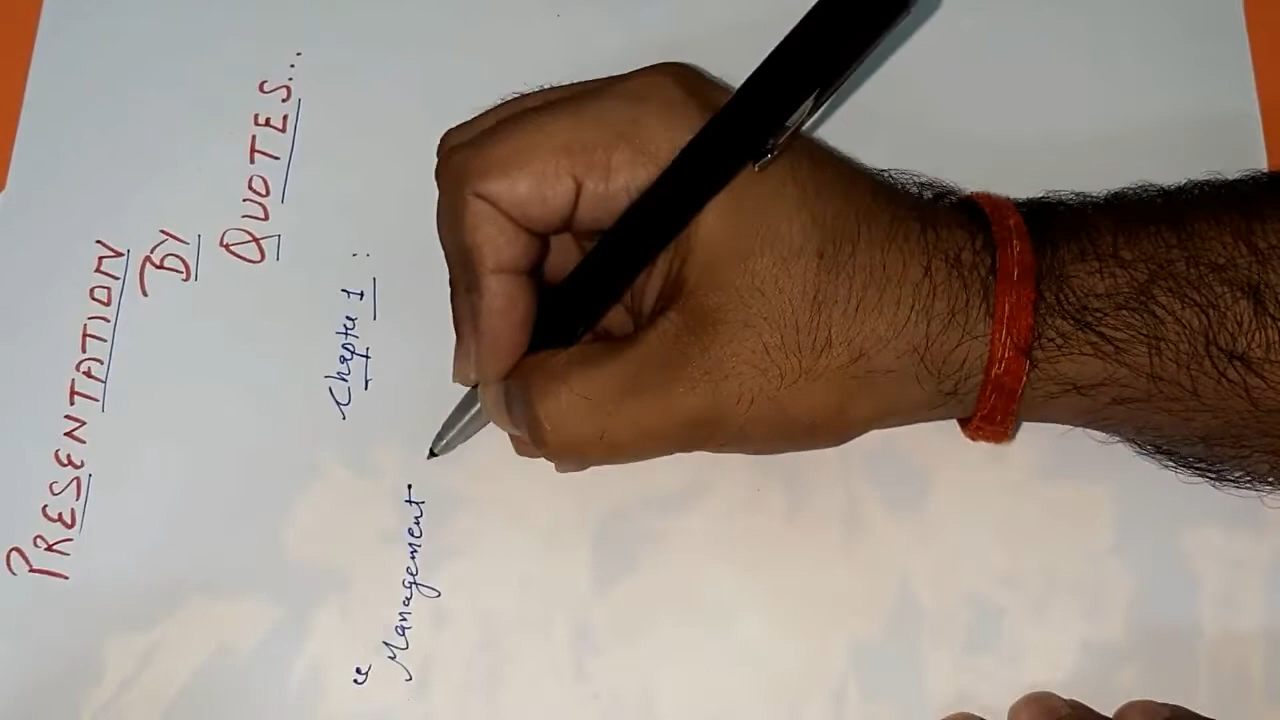 PRESENTATION
BY
QUOTES...
Chapter 1 :
" Management